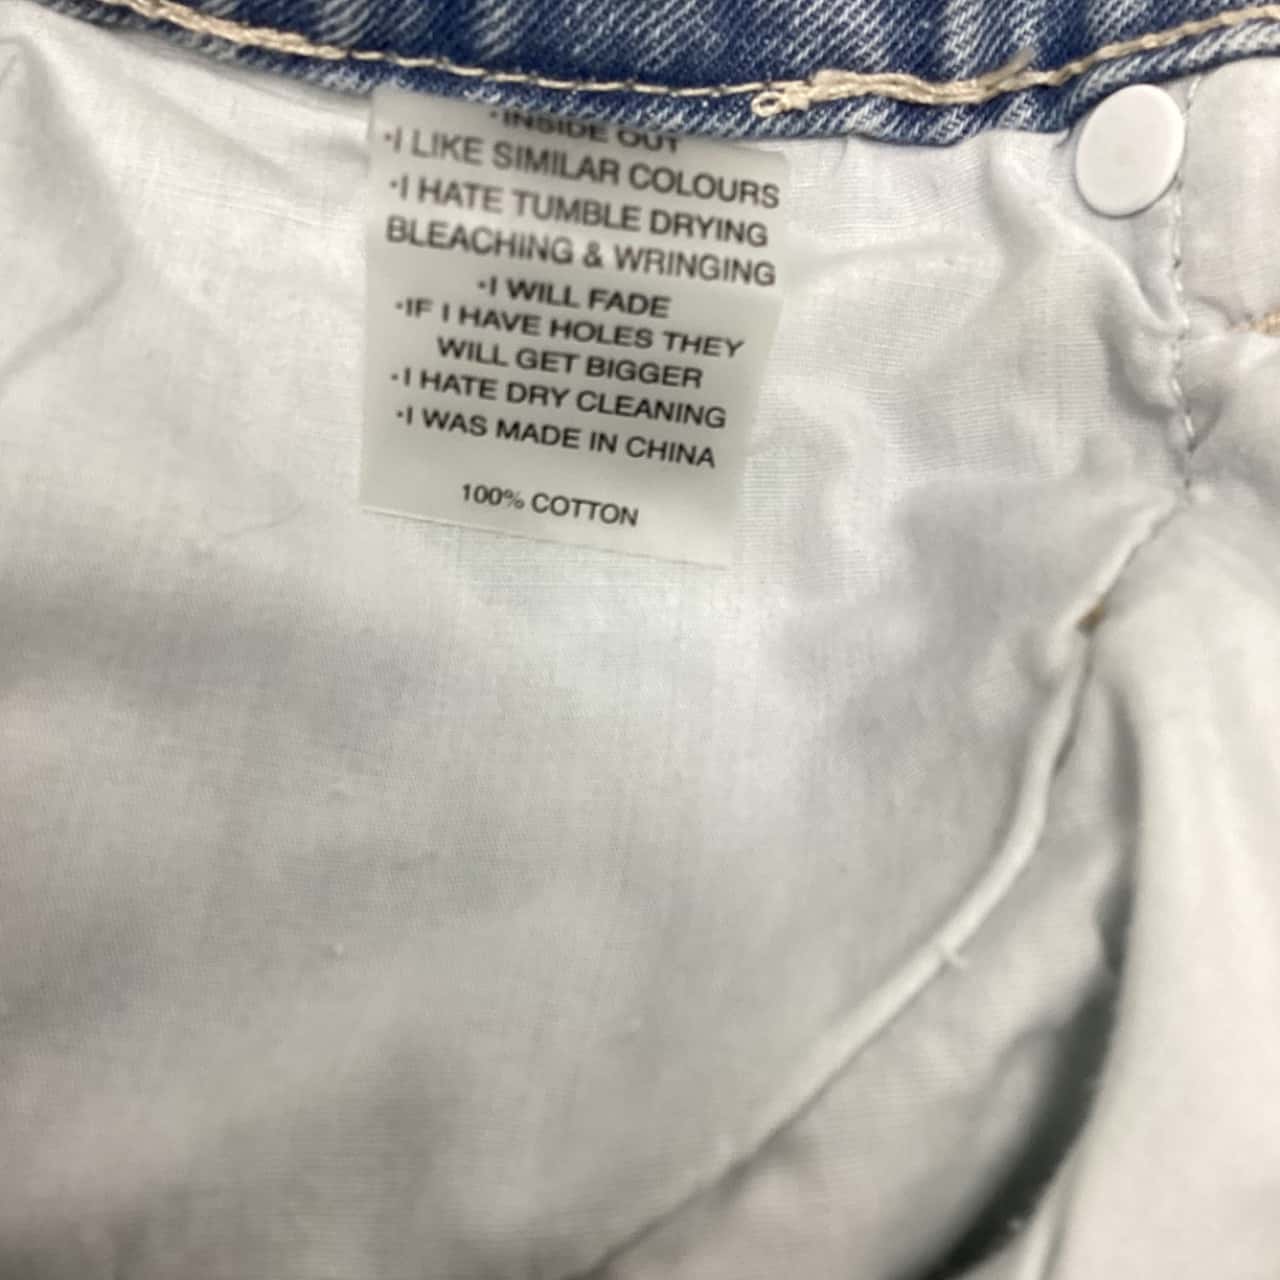 ·INSIDE OUT
·I LIKE SIMILAR COLOURS
·I HATE TUMBLE DRYING
BLEACHING & WRINGING
·I WILL FADE
·IF I HAVE HOLES THEY
WILL GET BIGGER
·I HATE DRY CLEANING
·I WAS MADE IN CHINA
100% COTTON